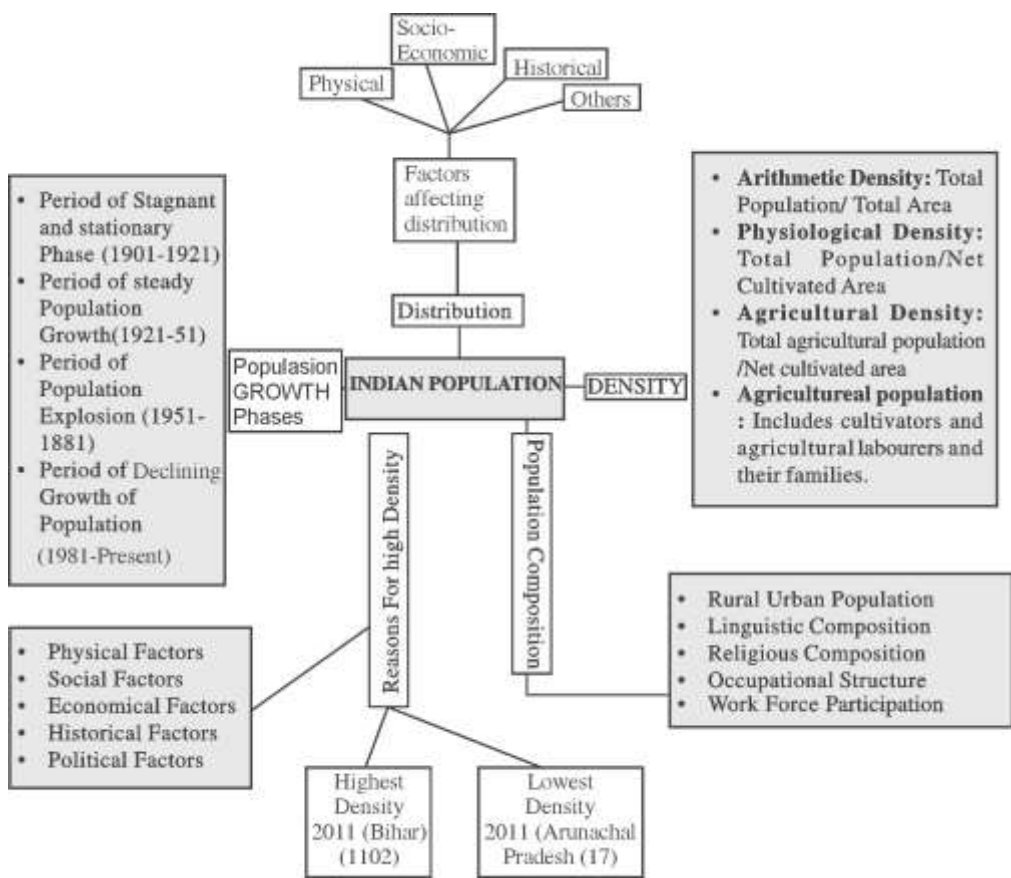 Socio-
Economic
Physical
Historical
Others
Factors
affecting
distribution
Distribution
INDIAN POPULATION
Populasion
GROWTH
Phases
• Period of Stagnant
and stationary
Phase (1901-1921)
• Period of steady
Population
Growth(1921-51)
• Period of
Population
Explosion (1951-
1881)
• Period of Declining
Growth of
Population
(1981-Present)
DENSITY
• Arithmetic Density: Total
Population/ Total Area
• Physiological Density:
Total Population/Net
Cultivated Area
• Agricultural Density:
Total agricultural population
/Net cultivated area
• Agricultureal population
: Includes cultivators and
agricultural labourers and
their families.
Reasons For high Density
Population Composition
• Physical Factors
• Social Factors
• Economical Factors
• Historical Factors
• Political Factors
• Rural Urban Population
• Linguistic Composition
• Religious Composition
• Occupational Structure
• Work Force Participation
Highest
Density
2011 (Bihar)
(1102)
Lowest
Density
2011 (Arunachal
Pradesh (17)